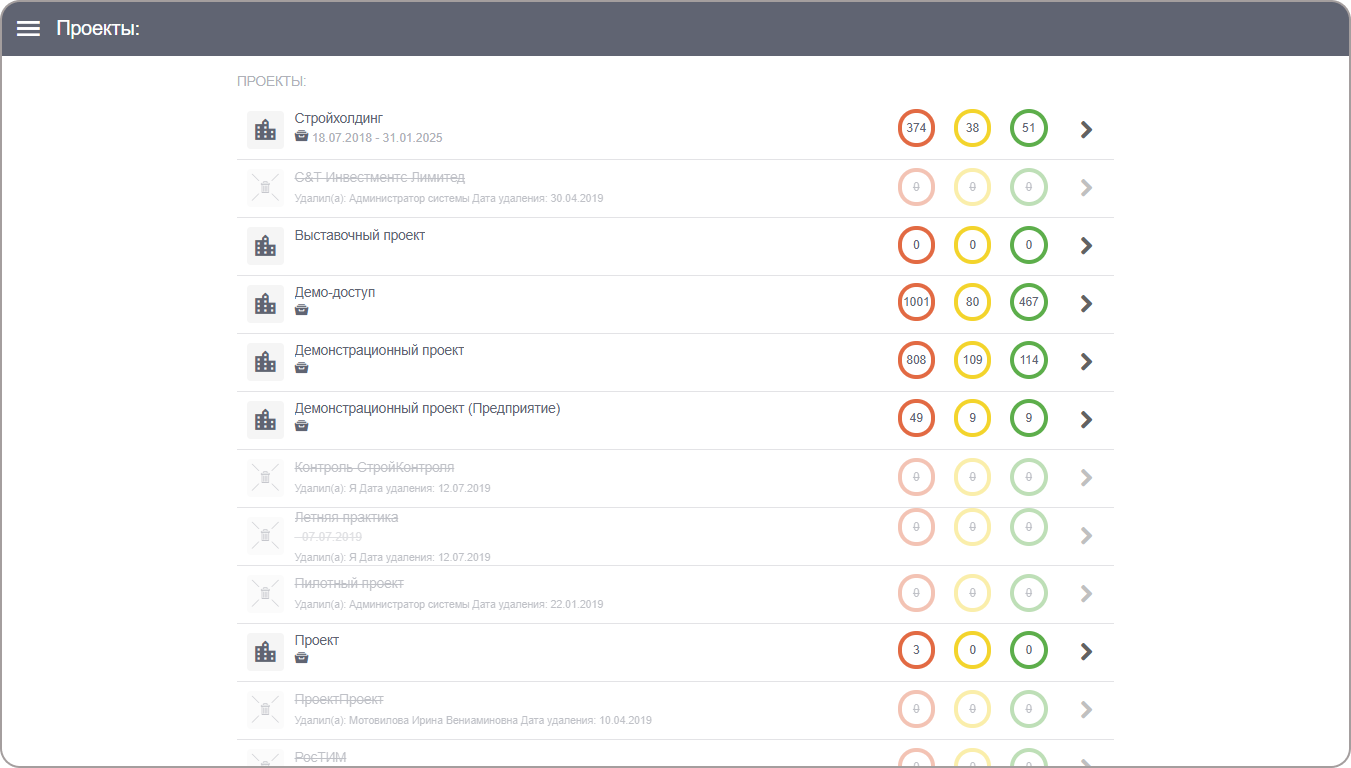 Проекты:
ПРОЕКТЫ:
Стройхолдинг
18.07.2018 - 31.01.2025
374 38 51
С&Т Инвестментс Лимитед
Удалил(а): Администратор системы Дата удаления: 30.04.2019
0 0 0
Выставочный проект
0 0 0
Демо-доступ
1001 80 467
Демонстрационный проект
808 109 114
Демонстрационный проект (Предприятие)
49 9 9
Контроль СтройКонтроля
Удалил(а): Я Дата удаления: 12.07.2019
0 0 0
Летняя практика
- 07.07.2019
Удалил(а): Я Дата удаления: 12.07.2019
0 0 0
Пилотный проект
Удалил(а): Администратор системы Дата удаления: 22.01.2019
0 0 0
Проект
3 0 0
ПроектПроект
Удалил(а): Мотовилова Ирина Вениаминовна Дата удаления: 10.04.2019
0 0 0
РосТИМ
0 0 0